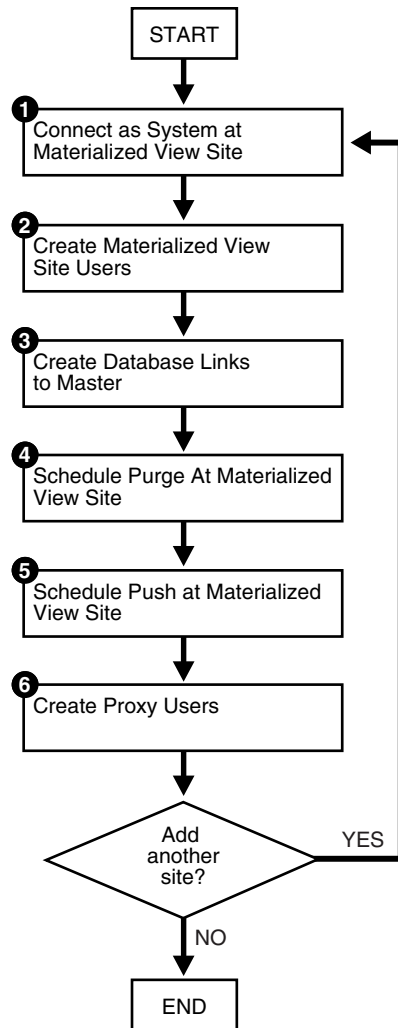 START
1
Connect as System at
Materialized View Site
2
Create Materialized View
Site Users
3
Create Database Links
to Master
4
Schedule Purge At Materialized
View Site
5
Schedule Push at Materialized
View Site
6
Create Proxy Users
Add
another
site?
YES
NO
END